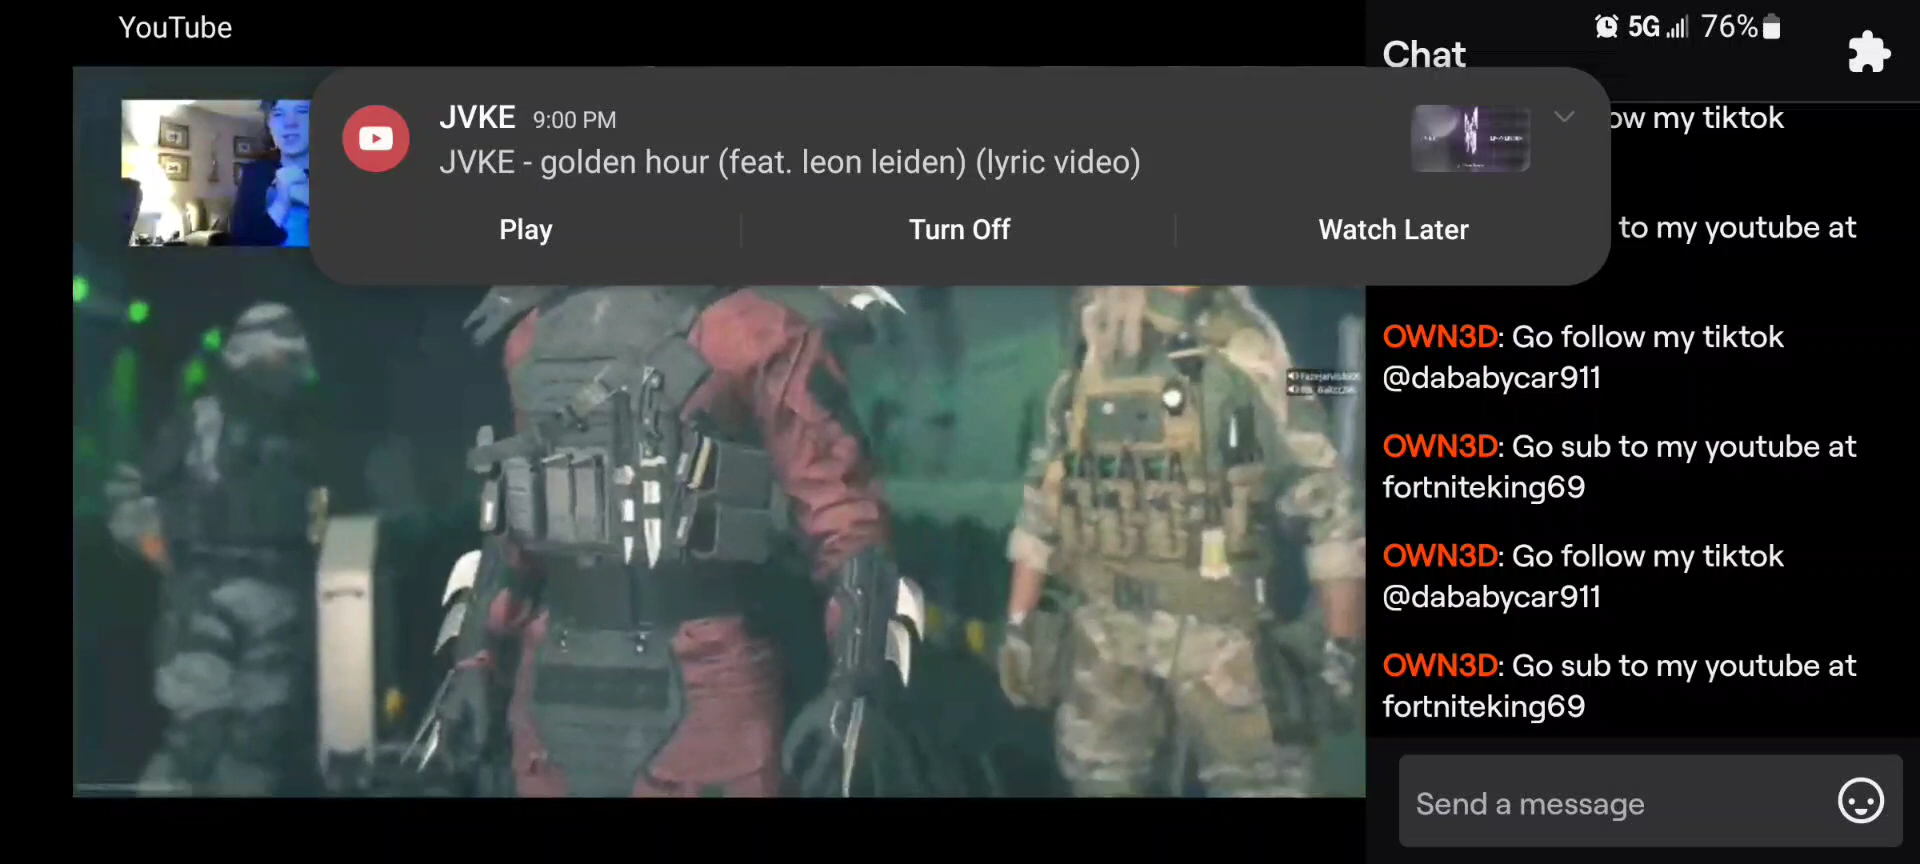 YouTube
5G 76%
Chat
JVKE 9:00 PM
JVKE - golden hour (feat. leon leiden) (lyric video)
Play Turn Off Watch Later
ow my tiktok
to my youtube at
OWN3D: Go follow my tiktok
@dababycar911
OWN3D: Go sub to my youtube at
fortniteking69
OWN3D: Go follow my tiktok
@dababycar911
OWN3D: Go sub to my youtube at
fortniteking69
Send a message